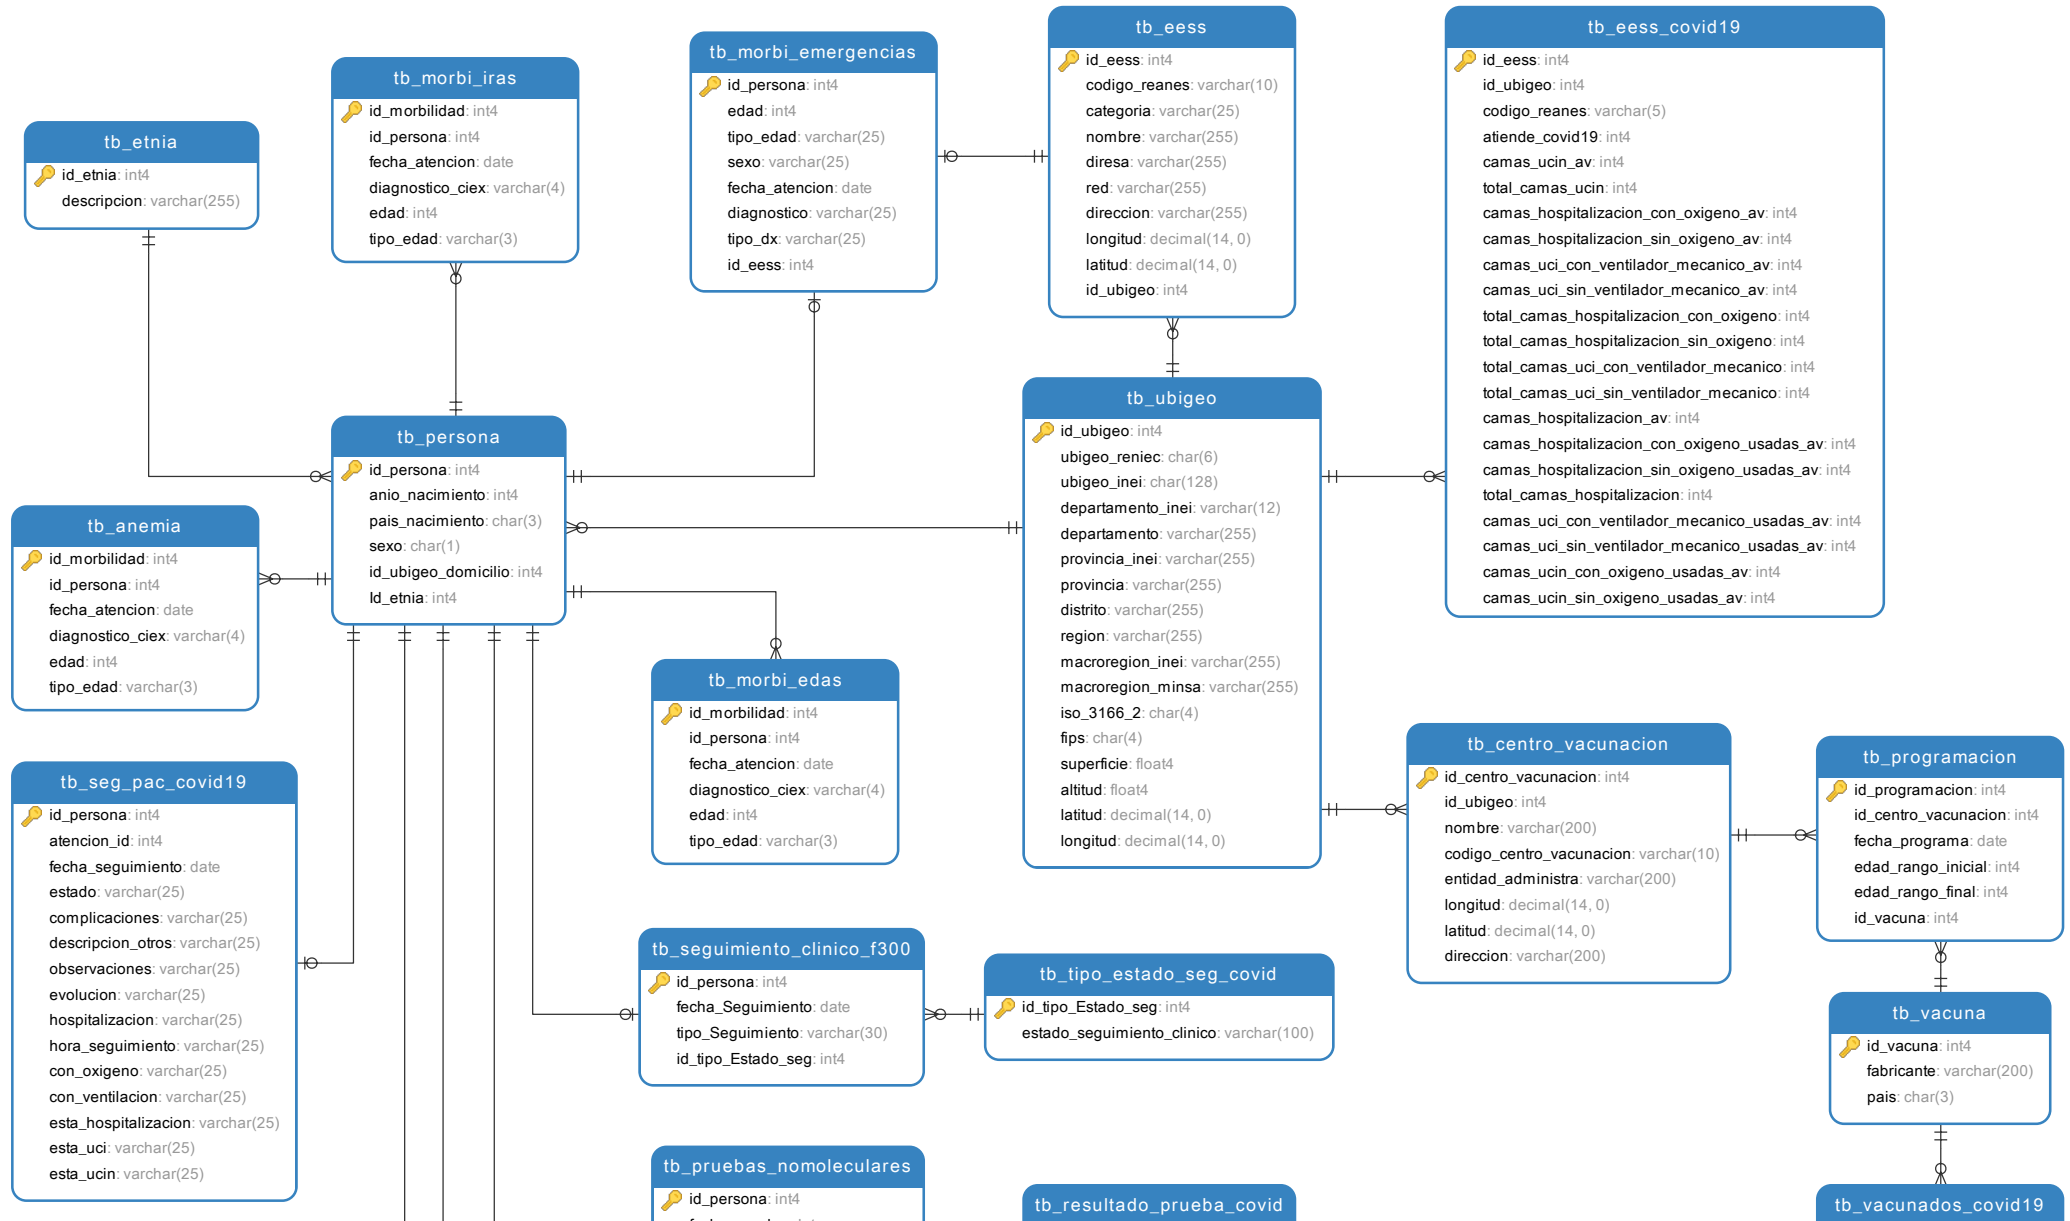 tb_etnia
id_etnia: int4
descripcion: varchar(255)
tb_morbi_iras
id_morbilidad: int4
id_persona: int4
fecha_atencion: date
diagnostico_ciex: varchar(4)
edad: int4
tipo_edad: varchar(3)
tb_morbi_emergencias
id_persona: int4
edad: int4
tipo_edad: varchar(25)
sexo: varchar(25)
fecha_atencion: date
diagnostico: varchar(25)
tipo_dx: varchar(25)
id_eess: int4
tb_eess
id_eess: int4
codigo_reanes: varchar(10)
categoria: varchar(25)
nombre: varchar(255)
diresa: varchar(255)
red: varchar(255)
direccion: varchar(255)
longitud: decimal(14, 0)
latitud: decimal(14, 0)
id_ubigeo: int4
tb_eess_covid19
id_eess: int4
id_ubigeo: int4
codigo_reanes: varchar(5)
atiende_covid19: int4
camas_ucin_av: int4
total_camas_ucin: int4
camas_hospitalizacion_con_oxigeno_av: int4
camas_hospitalizacion_sin_oxigeno_av: int4
camas_uci_con_ventilador_mecanico_av: int4
camas_uci_sin_ventilador_mecanico_av: int4
total_camas_hospitalizacion_con_oxigeno: int4
total_camas_hospitalizacion_sin_oxigeno: int4
total_camas_uci_con_ventilador_mecanico: int4
total_camas_uci_sin_ventilador_mecanico: int4
camas_hospitalizacion_av: int4
camas_hospitalizacion_con_oxigeno_usadas_av: int4
camas_hospitalizacion_sin_oxigeno_usadas_av: int4
total_camas_hospitalizacion: int4
camas_uci_con_ventilador_mecanico_usadas_av: int4
camas_uci_sin_ventilador_mecanico_usadas_av: int4
camas_ucin_con_oxigeno_usadas_av: int4
camas_ucin_sin_oxigeno_usadas_av: int4
tb_persona
id_persona: int4
anio_nacimiento: int4
pais_nacimiento: char(3)
sexo: char(1)
id_ubigeo_domicilio: int4
Id_etnia: int4
tb_ubigeo
id_ubigeo: int4
ubigeo_reniec: char(6)
ubigeo_inei: char(128)
departamento_inei: varchar(12)
departamento: varchar(255)
provincia_inei: varchar(255)
provincia: varchar(255)
distrito: varchar(255)
region: varchar(255)
macroregion_inei: varchar(255)
macroregion_minsa: varchar(255)
iso_3166_2: char(4)
fips: char(4)
superficie: float4
altitud: float4
latitud: decimal(14, 0)
longitud: decimal(14, 0)
tb_anemia
id_morbilidad: int4
id_persona: int4
fecha_atencion: date
diagnostico_ciex: varchar(4)
edad: int4
tipo_edad: varchar(3)
tb_morbi_edas
id_morbilidad: int4
id_persona: int4
fecha_atencion: date
diagnostico_ciex: varchar(4)
edad: int4
tipo_edad: varchar(3)
tb_centro_vacunacion
id_centro_vacunacion: int4
id_ubigeo: int4
nombre: varchar(200)
codigo_centro_vacunacion: varchar(10)
entidad_administra: varchar(200)
longitud: decimal(14, 0)
latitud: decimal(14, 0)
direccion: varchar(200)
tb_programacion
id_programacion: int4
id_centro_vacunacion: int4
fecha_programa: date
edad_rango_inicial: int4
edad_rango_final: int4
id_vacuna: int4
tb_seg_pac_covid19
id_persona: int4
atencion_id: int4
fecha_seguimiento: date
estado: varchar(25)
complicaciones: varchar(25)
descripcion_otros: varchar(25)
observaciones: varchar(25)
evolucion: varchar(25)
hospitalizacion: varchar(25)
hora_seguimiento: varchar(25)
con_oxigeno: varchar(25)
con_ventilacion: varchar(25)
esta_hospitalizacion: varchar(25)
esta_uci: varchar(25)
esta_ucin: varchar(25)
tb_seguimiento_clinico_f300
id_persona: int4
fecha_Seguimiento: date
tipo_Seguimiento: varchar(30)
id_tipo_Estado_seg: int4
tb_tipo_estado_seg_covid
id_tipo_Estado_seg: int4
estado_seguimiento_clinico: varchar(100)
tb_vacuna
id_vacuna: int4
fabricante: varchar(200)
pais: char(3)
tb_pruebas_nomoleculares
id_persona: int4
tb_resultado_prueba_covid
tb_vacunados_covid19